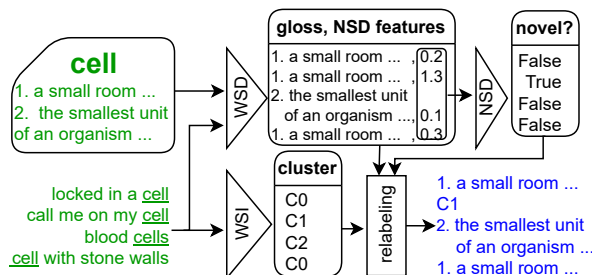 cell
1. a small room ...
2. the smallest unit
of an organism ...
locked in a cell
call me on my cell
blood cells
cell with stone walls
WSD
WSI
gloss, NSD features
1. a small room ... , 0.2
1. a small room ... , 1.3
2. the smallest unit
of an organism ..., 0.1
1. a small room ... , 0.3
cluster
C0
C1
C2
C0
NSD
novel?
False
True
False
False
relabeling
1. a small room ...
C1
2. the smallest unit
of an organism ...
1. a small room ...